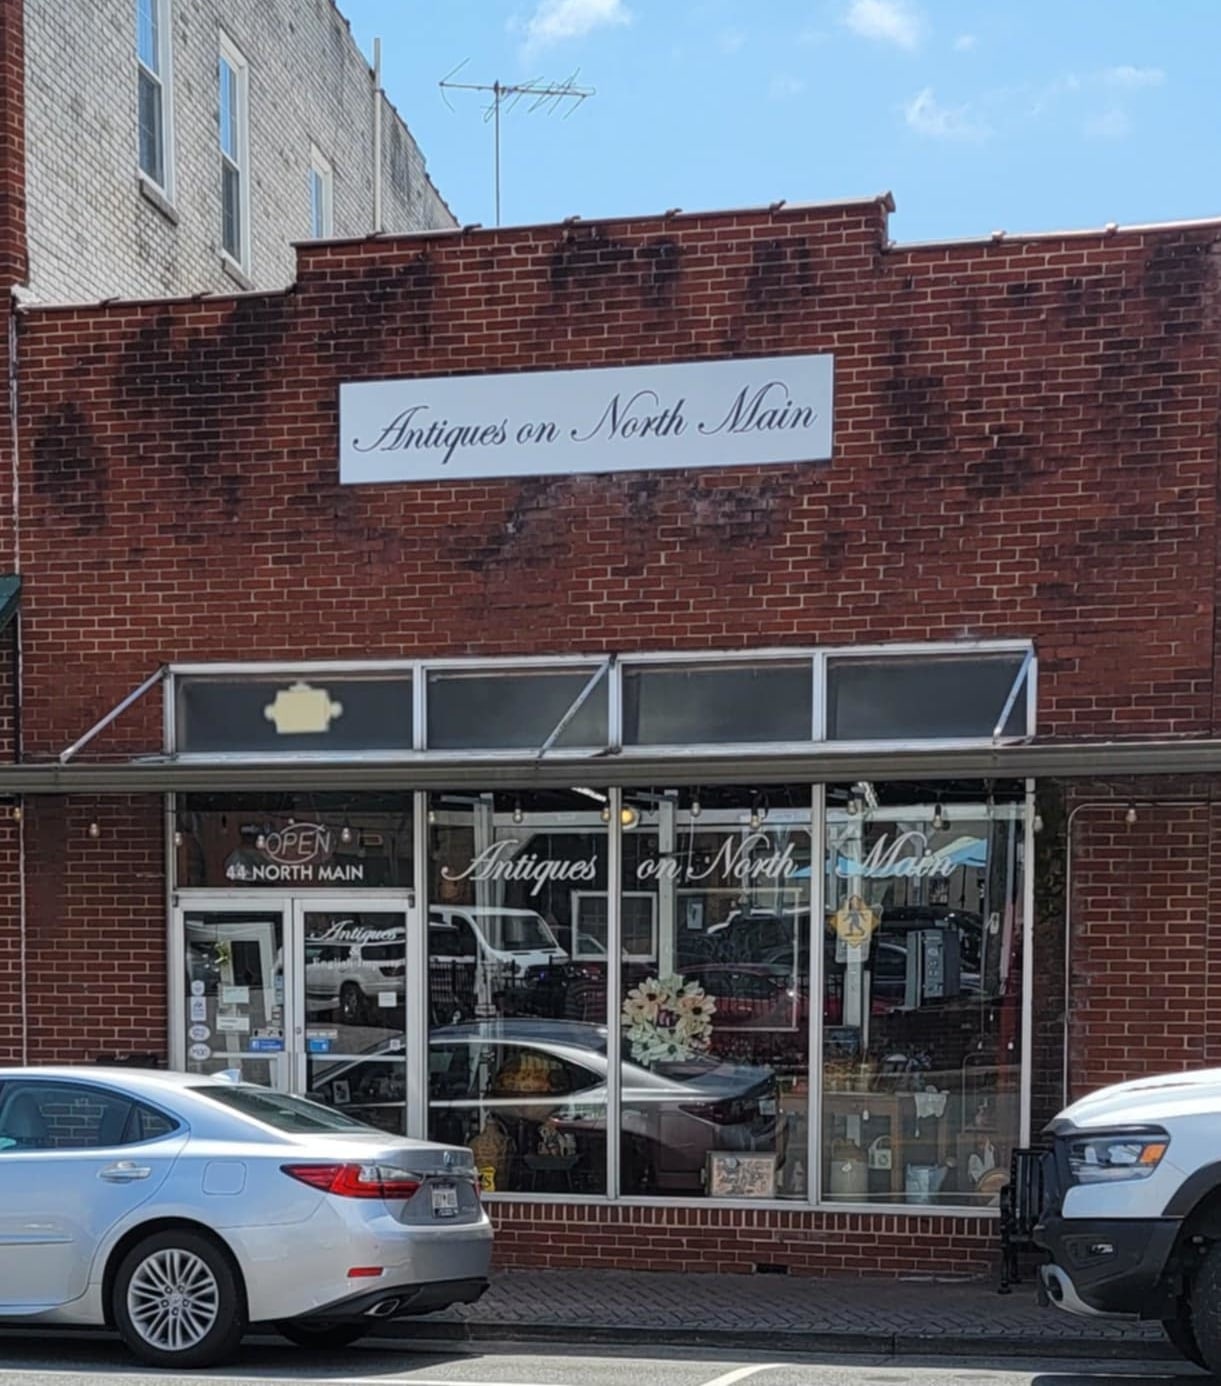 Antiques on North Main
OPEN
44 NORTH MAIN
Antiques on North Main
Antiques